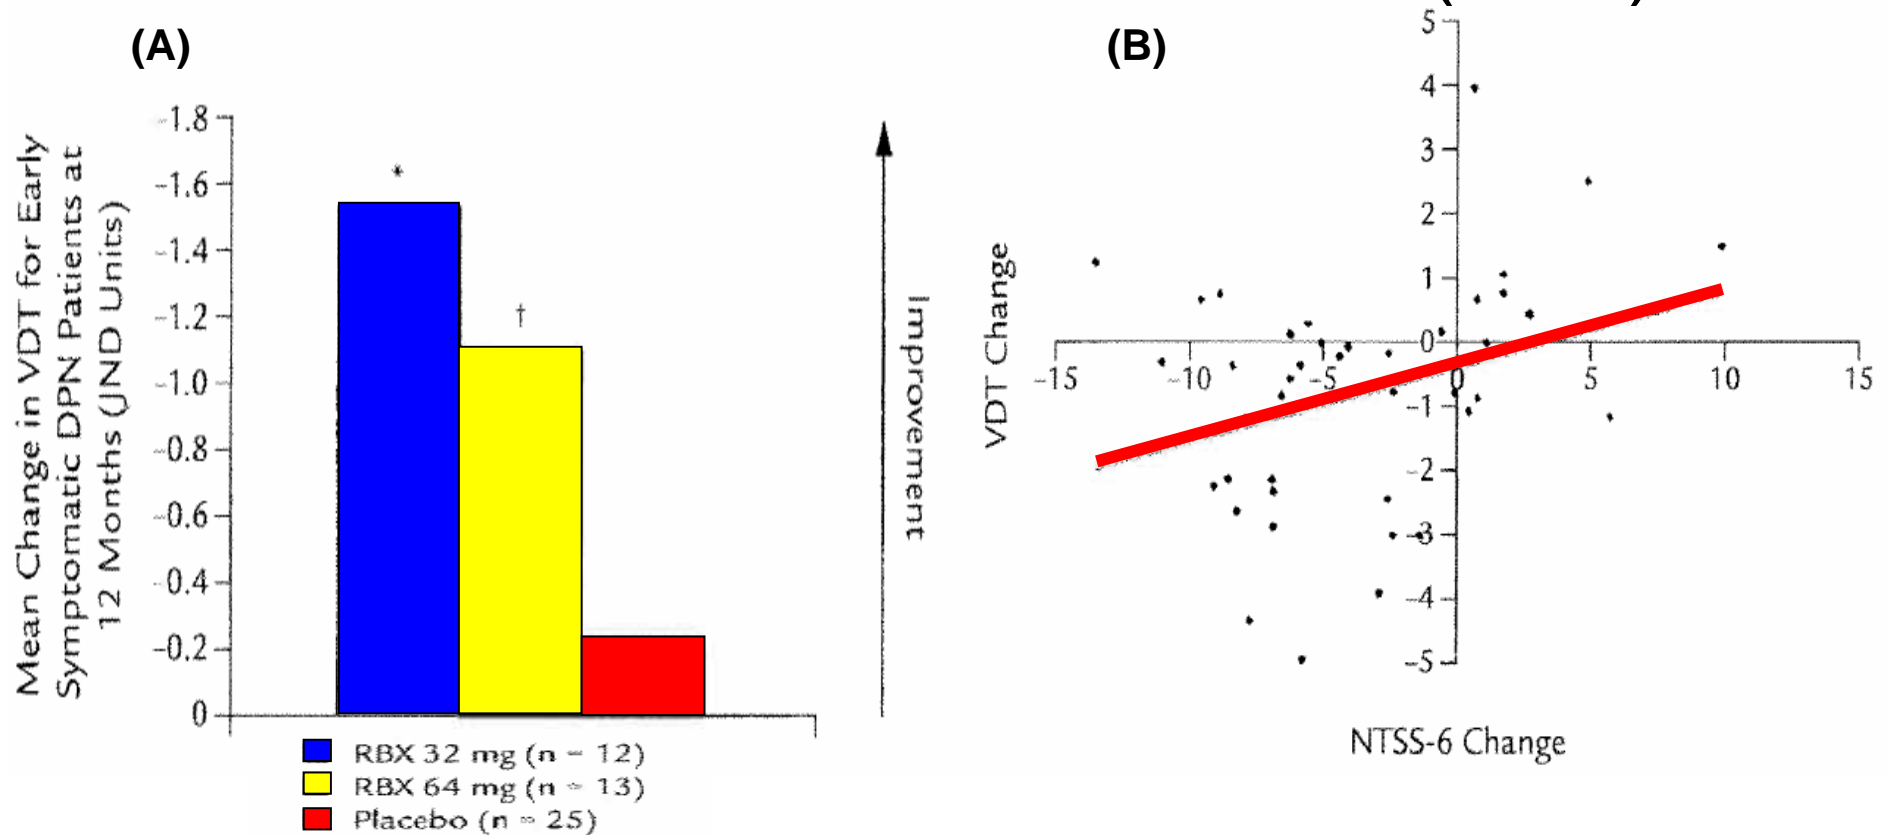 (A)
Mean Change in VDT for Early
Symptomatic DPN Patients at
12 Months (JND Units)
-1.8
-1.6
-1.4
-1.2
-1.0
-0.8
-0.6
-0.4
-0.2
0
*
†
Improvement
RBX 32 mg (n = 12)
RBX 64 mg (n = 13)
Placebo (n = 25)
(B)
VDT Change
5
4
3
2
1
0
-1
-2
-3
-4
-5
-15
-10
-5
0
5
10
15
NTSS-6 Change